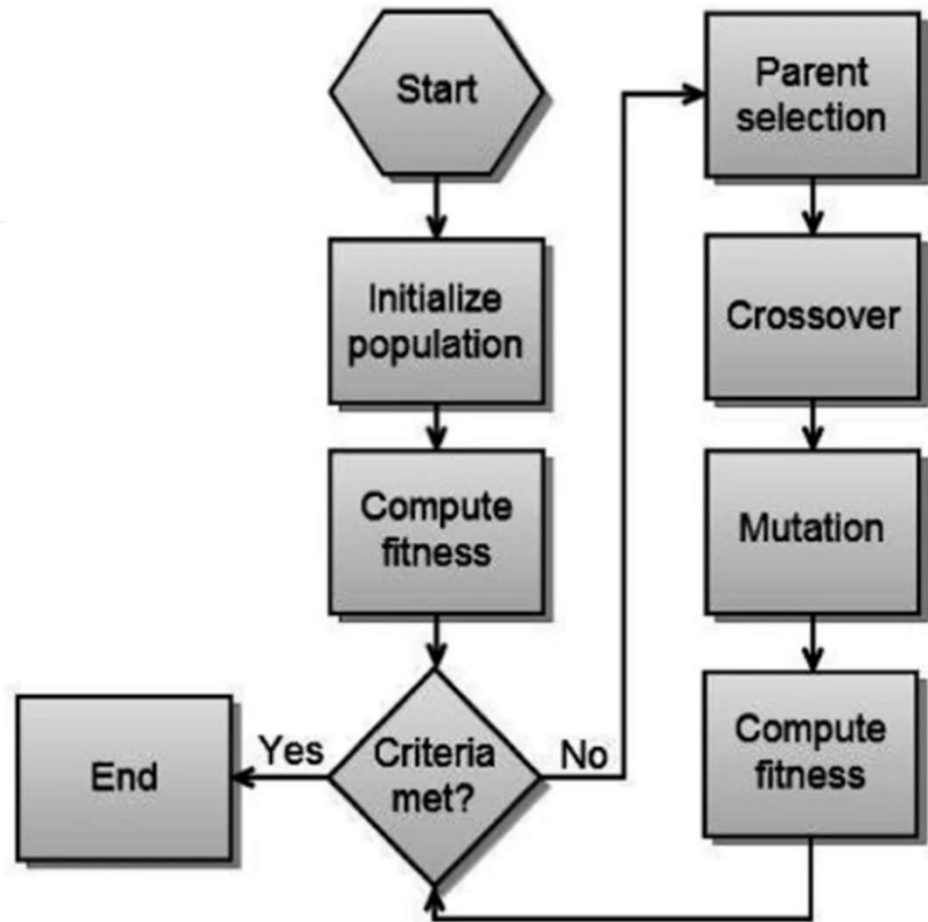 Start
Initialize
population
Compute
fitness
Criteria
met?
Yes
End
No
Parent
selection
Crossover
Mutation
Compute
fitness